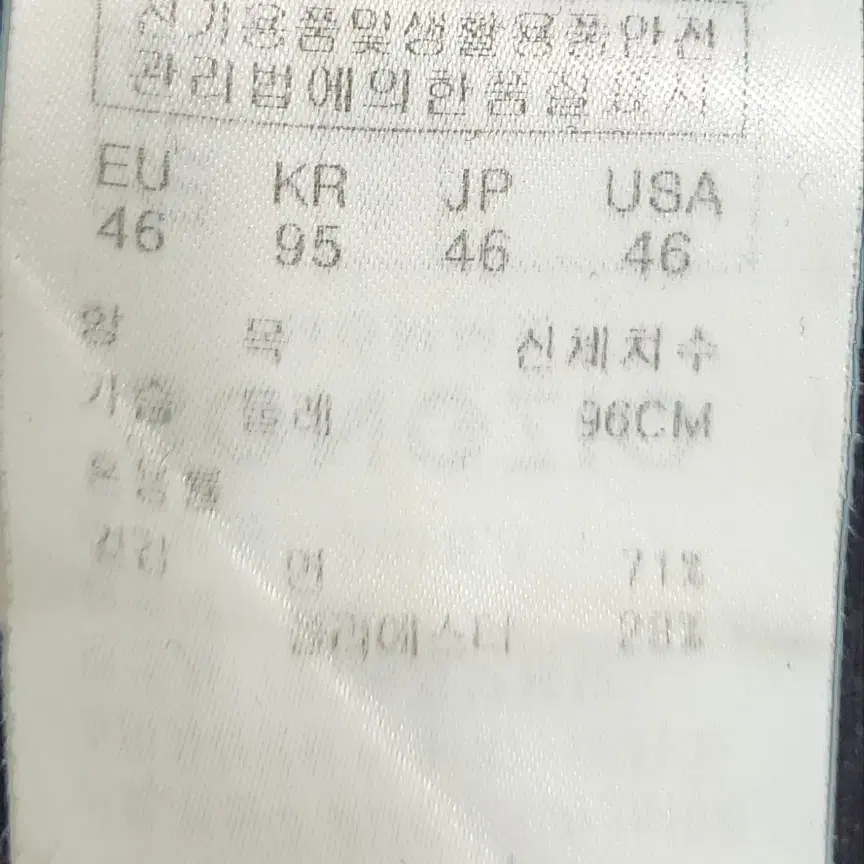 전기용품및생활용품안전
관리법에의한품질표시
EU KR JP USA
46 95 46 46
항 목 신체치수
가슴 둘레 96CM
혼용률
겉감 면 71%
폴리에스터